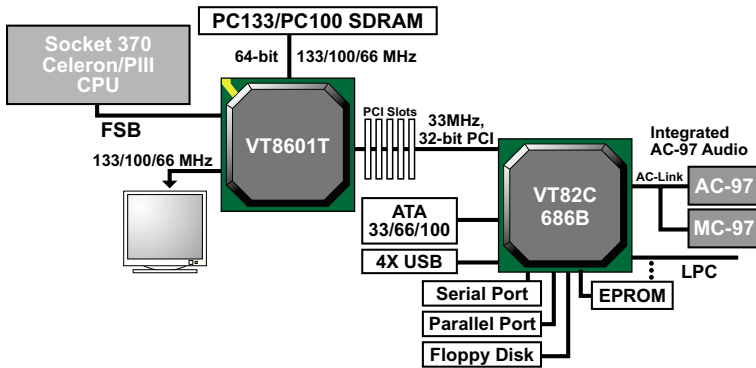 PC133/PC100 SDRAM
Socket 370
Celeron/PIII
CPU
64-bit
133/100/66 MHz
FSB
VT8601T
PCI Slots
33MHz,
32-bit PCI
133/100/66 MHz
Integrated
AC-97 Audio
AC-Link
AC-97
MC-97
VT82C
686B
ATA
33/66/100
4X USB
LPC
Serial Port
EPROM
Parallel Port
Floppy Disk